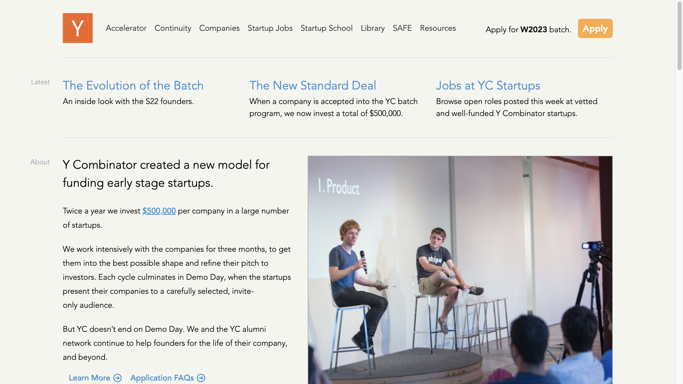 Y
Accelerator Continuity Companies Startup Jobs Startup School Library SAFE Resources
Apply for W2023 batch. Apply
Latest
The Evolution of the Batch
An inside look with the S22 founders.
The New Standard Deal
When a company is accepted into the YC batch
program, we now invest a total of $500,000.
Jobs at YC Startups
Browse open roles posted this week at vetted
and well-funded Y Combinator startups.
About
Y Combinator created a new model for
funding early stage startups.
Twice a year we invest $500,000 per company in a large number
of startups.
We work intensively with the companies for three months, to get
them into the best possible shape and refine their pitch to
investors. Each cycle culminates in Demo Day, when the startups
present their companies to a carefully selected, invite-
only audience.
But YC doesn't end on Demo Day. We and the YC alumni
network continue to help founders for the life of their company,
and beyond.
Learn More Application FAQs
1. Product